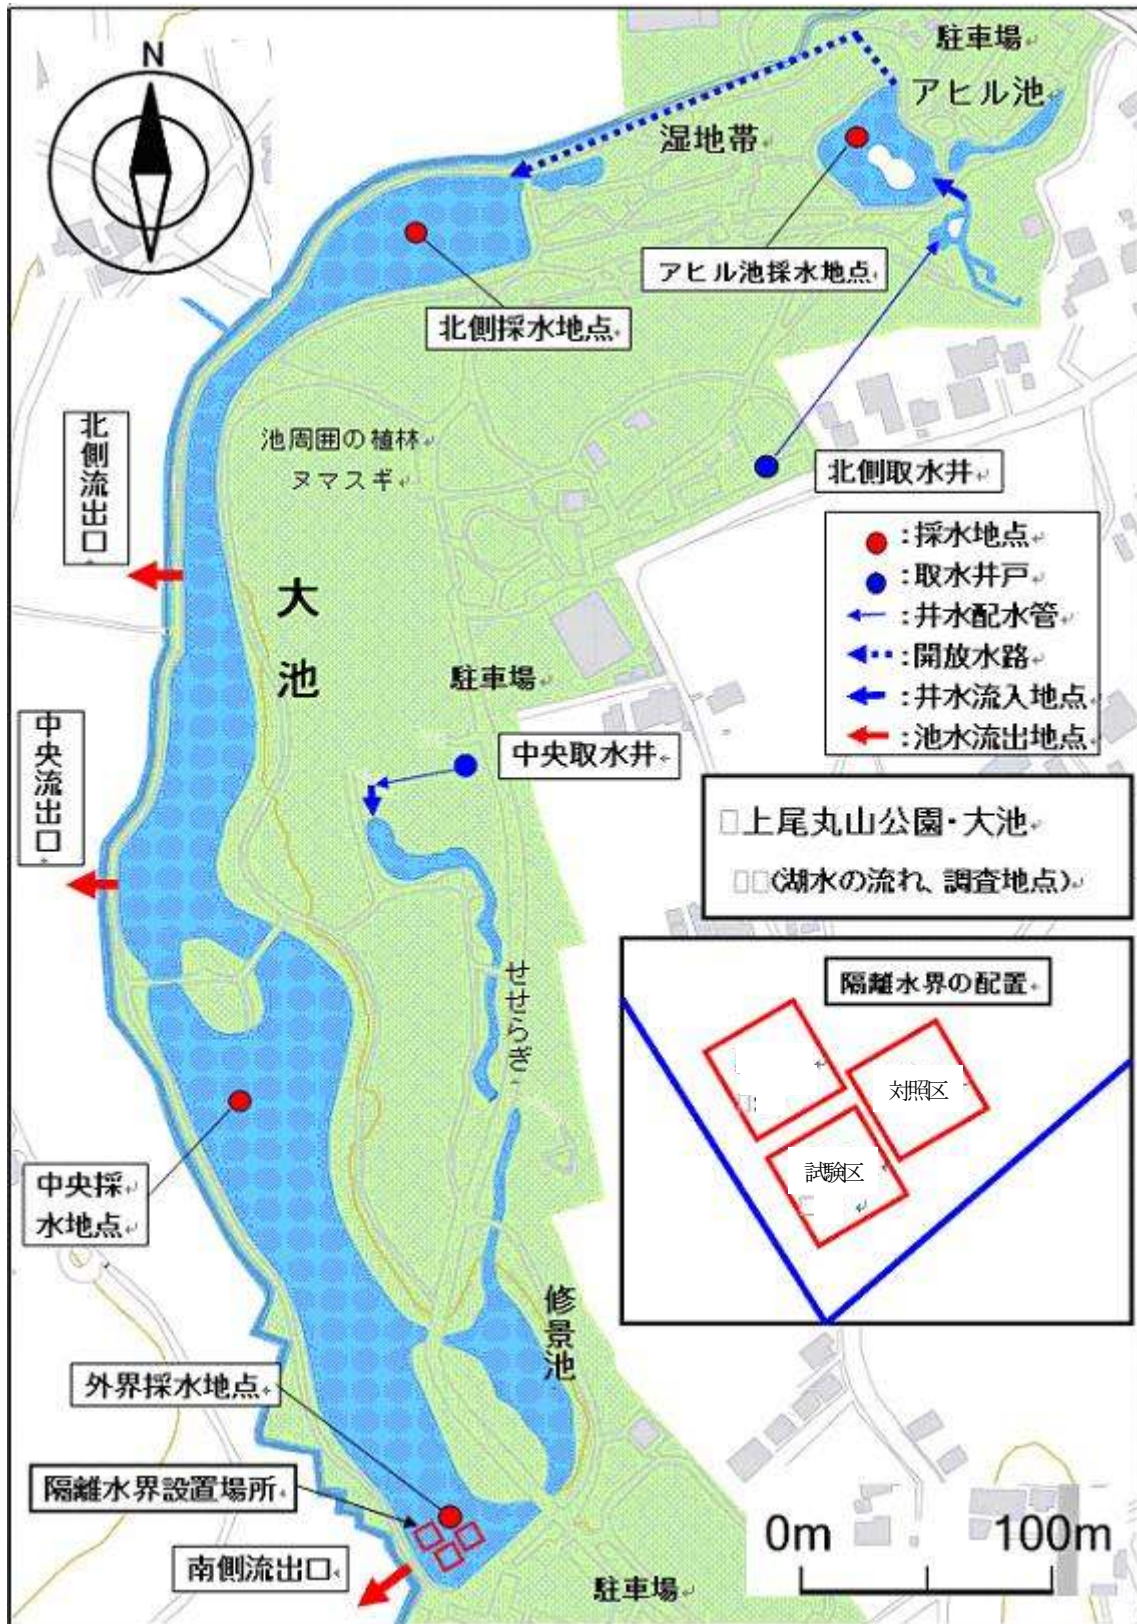 N
駐車場
アヒル池
湿地帯
アヒル池採水地点
北側採水地点
北側流出口
池周囲の植林
ヌマスギ
北側取水井
:採水地点
:取水井戸
:井水配水管
:開放水路
:井水流入地点
:池水流出地点
大池
駐車場
中央取水井
中央流出口
上尾丸山公園・大池
(湖水の流れ、調査地点)
せせらぎ
隔離水界の配置
対照区
試験区
中央採
水地点
修景池
外界採水地点
隔離水界設置場所
南側流出口
駐車場
0m 100m